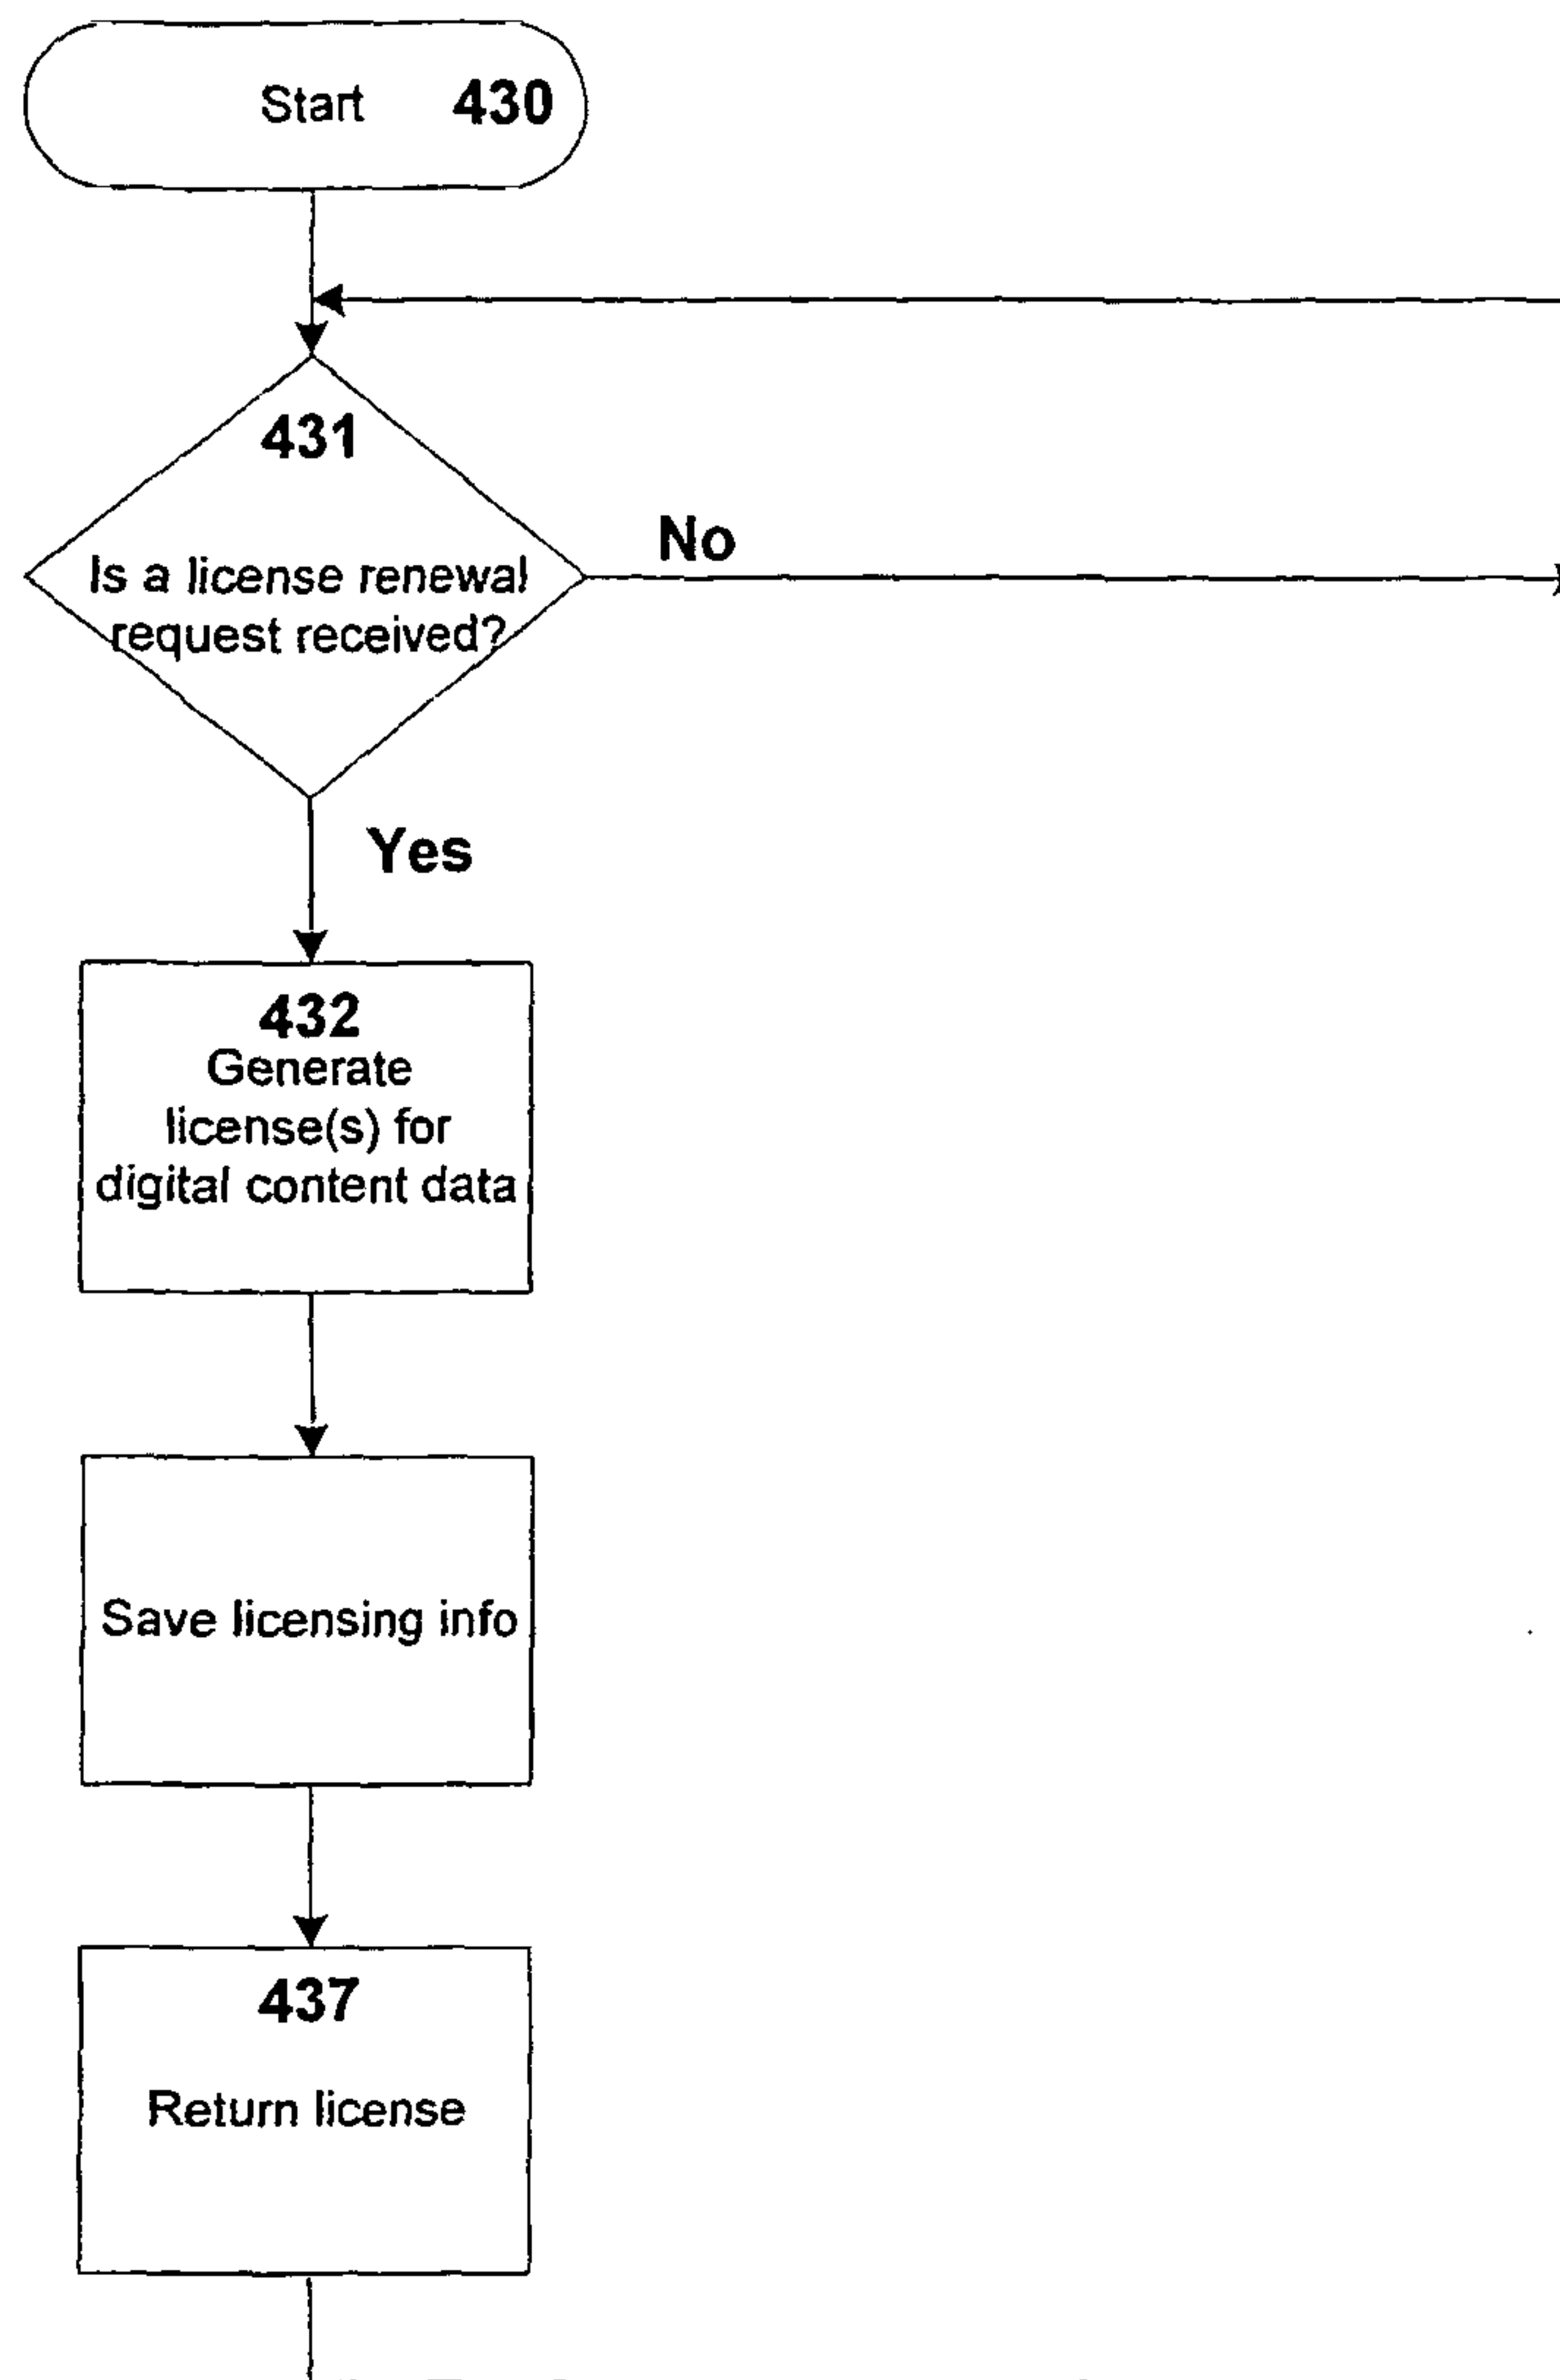 Start 430
431
Is a license renewal
request received?
No
Yes
432
Generate
license(s) for
digital content data
Save licensing info
437
Return license